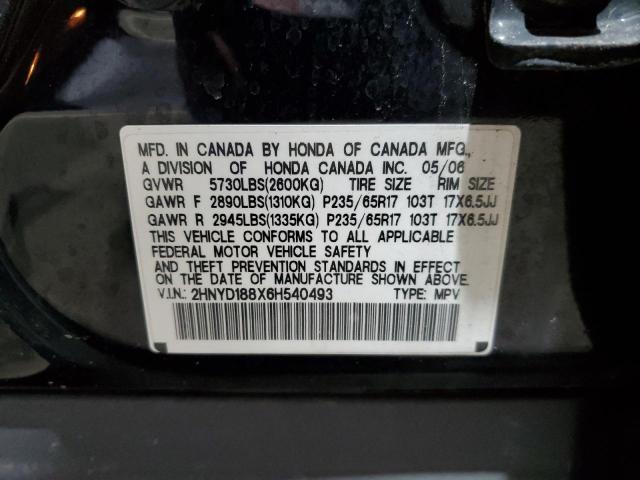 MFD. IN CANADA BY HONDA OF CANADA MFG.,
A DIVISION OF HONDA CANADA INC. 05/06
GVWR 5730LBS(2600KG) TIRE SIZE RIM SIZE
GAWR F 2890LBS(1310KG) P235/65R17 103T 17X6.5JJ
GAWR R 2945LBS(1335KG) P235/65R17 103T 17X6.5JJ
THIS VEHICLE CONFORMS TO ALL APPLICABLE
FEDERAL MOTOR VEHICLE SAFETY
AND THEFT PREVENTION STANDARDS IN EFFECT
ON THE DATE OF MANUFACTURE SHOWN ABOVE.
V.I.N.: 2HNYD188X6H540493 TYPE: MPV